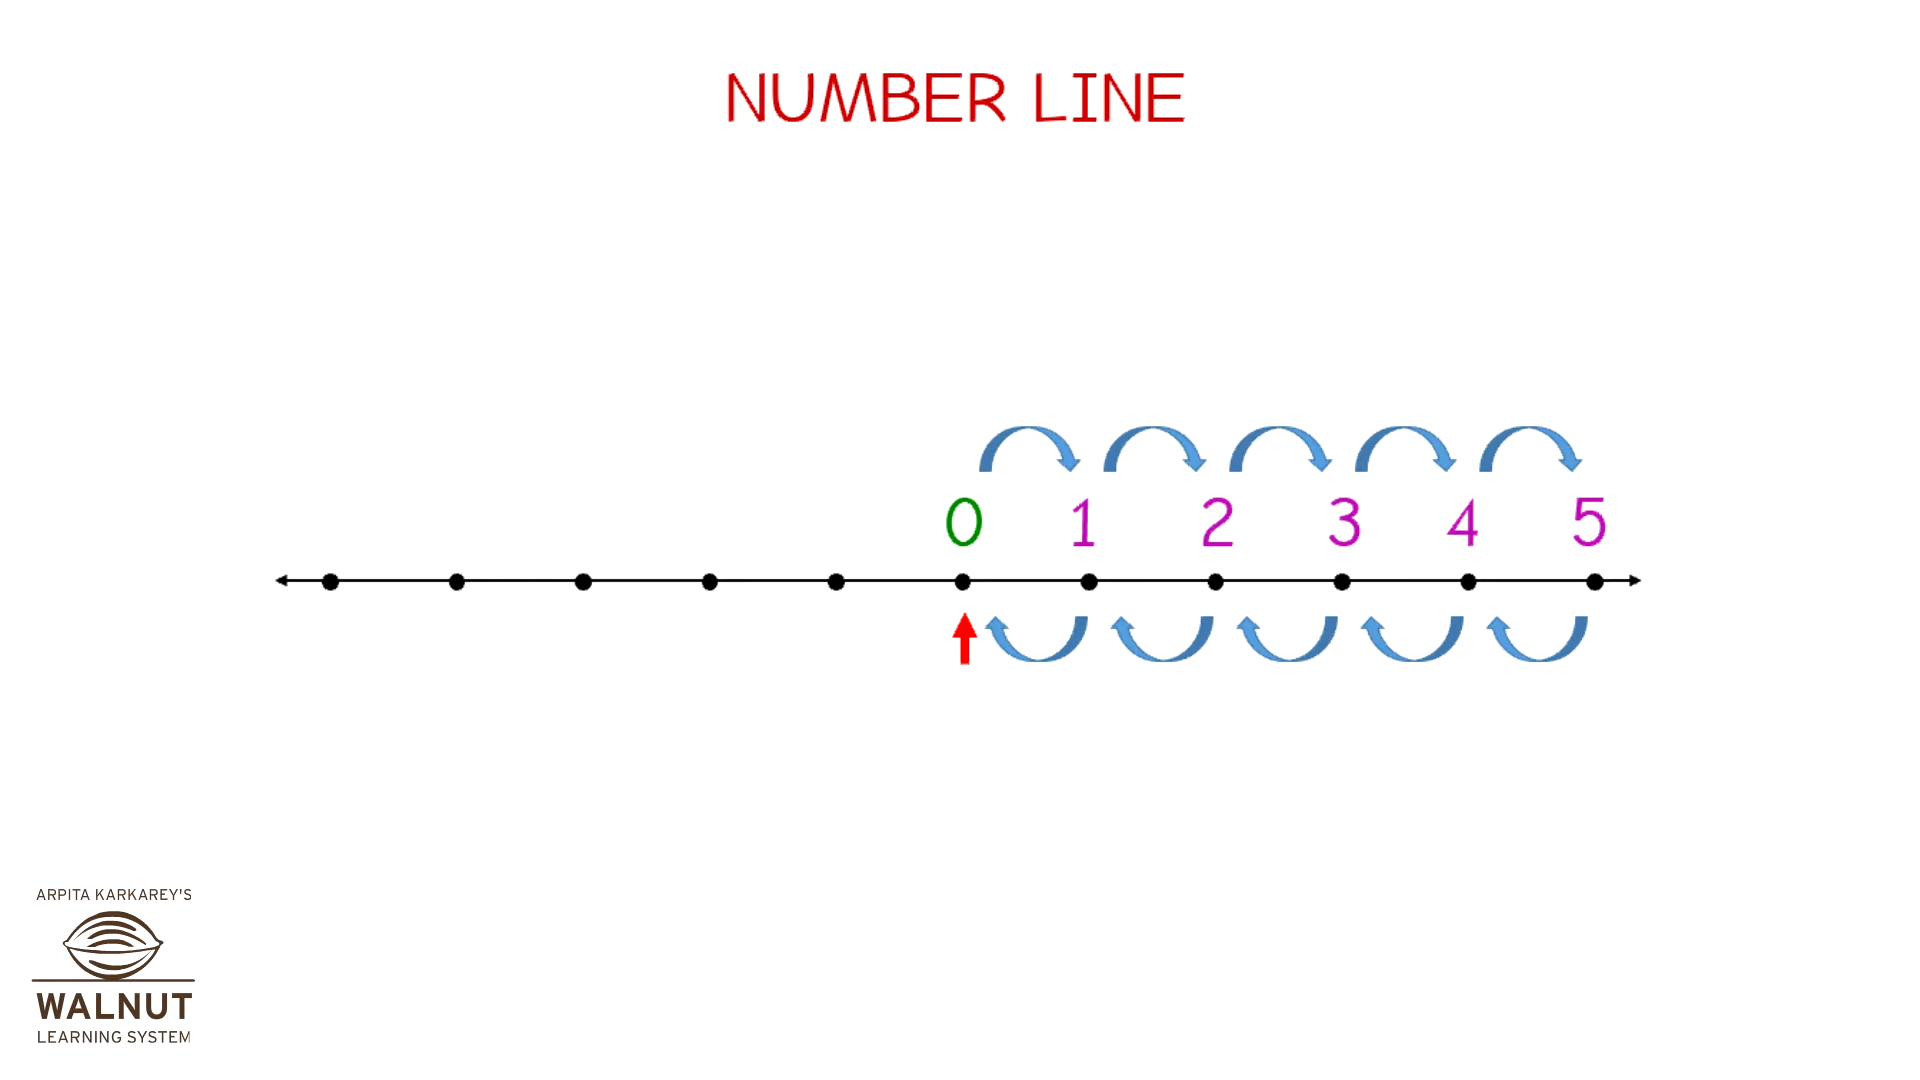 NUMBER LINE
0 1 2 3 4 5
ARPITA KARKAREY'S
WALNUT
LEARNING SYSTEM